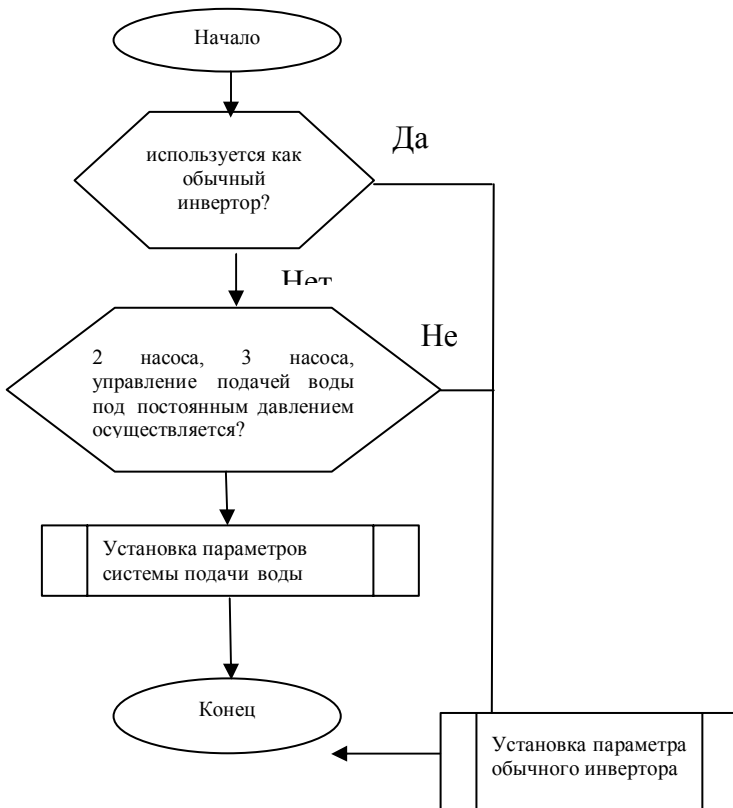 Начало
используется как
обычный
инвертор?
Да
Нет
2 насоса, 3 насоса,
управление подачей воды
под постоянным давлением
осуществляется?
Не
Установка параметров
системы подачи воды
Конец
Установка параметра
обычного инвертора